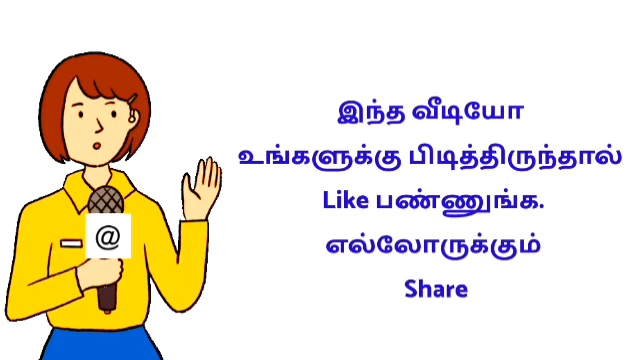 @
இந்த வீடியோ
உங்களுக்கு பிடித்திருந்தால்
Like பண்ணுங்க.
எல்லோருக்கும்
Share